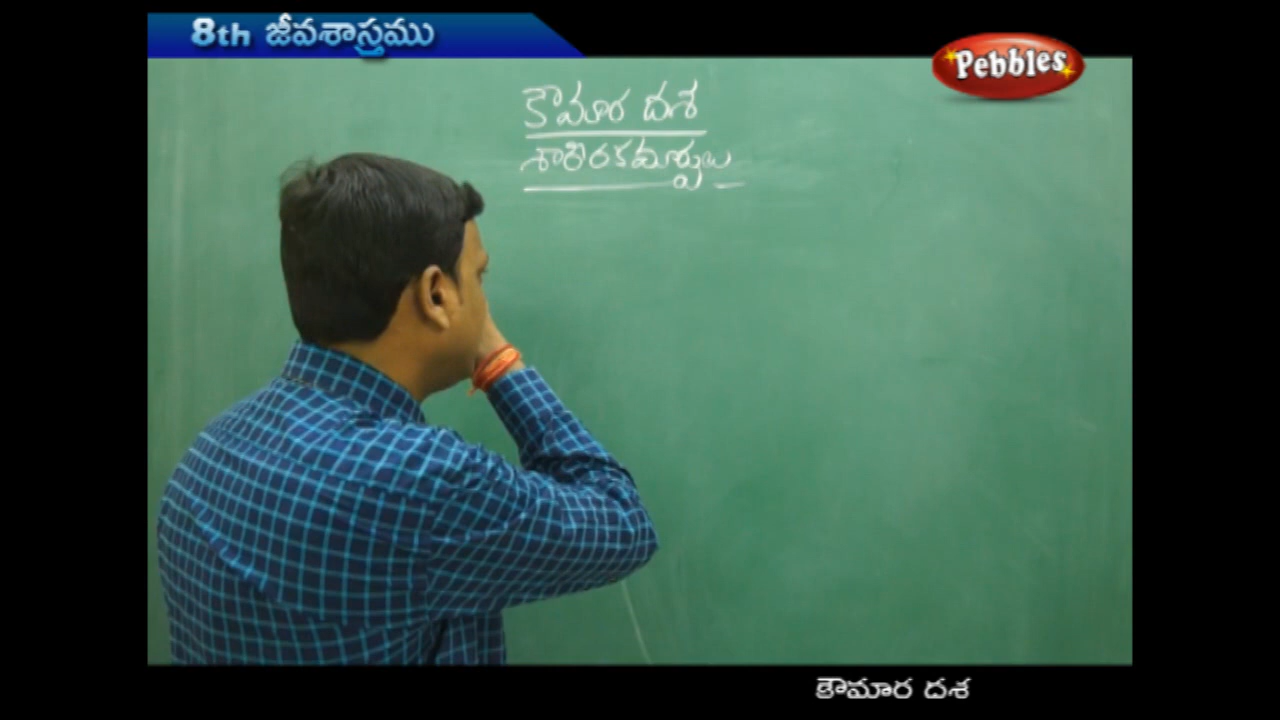 8th జీవశాస్త్రము
Pebbles
కౌమార దశ
శారీరకమార్పులు
కౌమార దశ